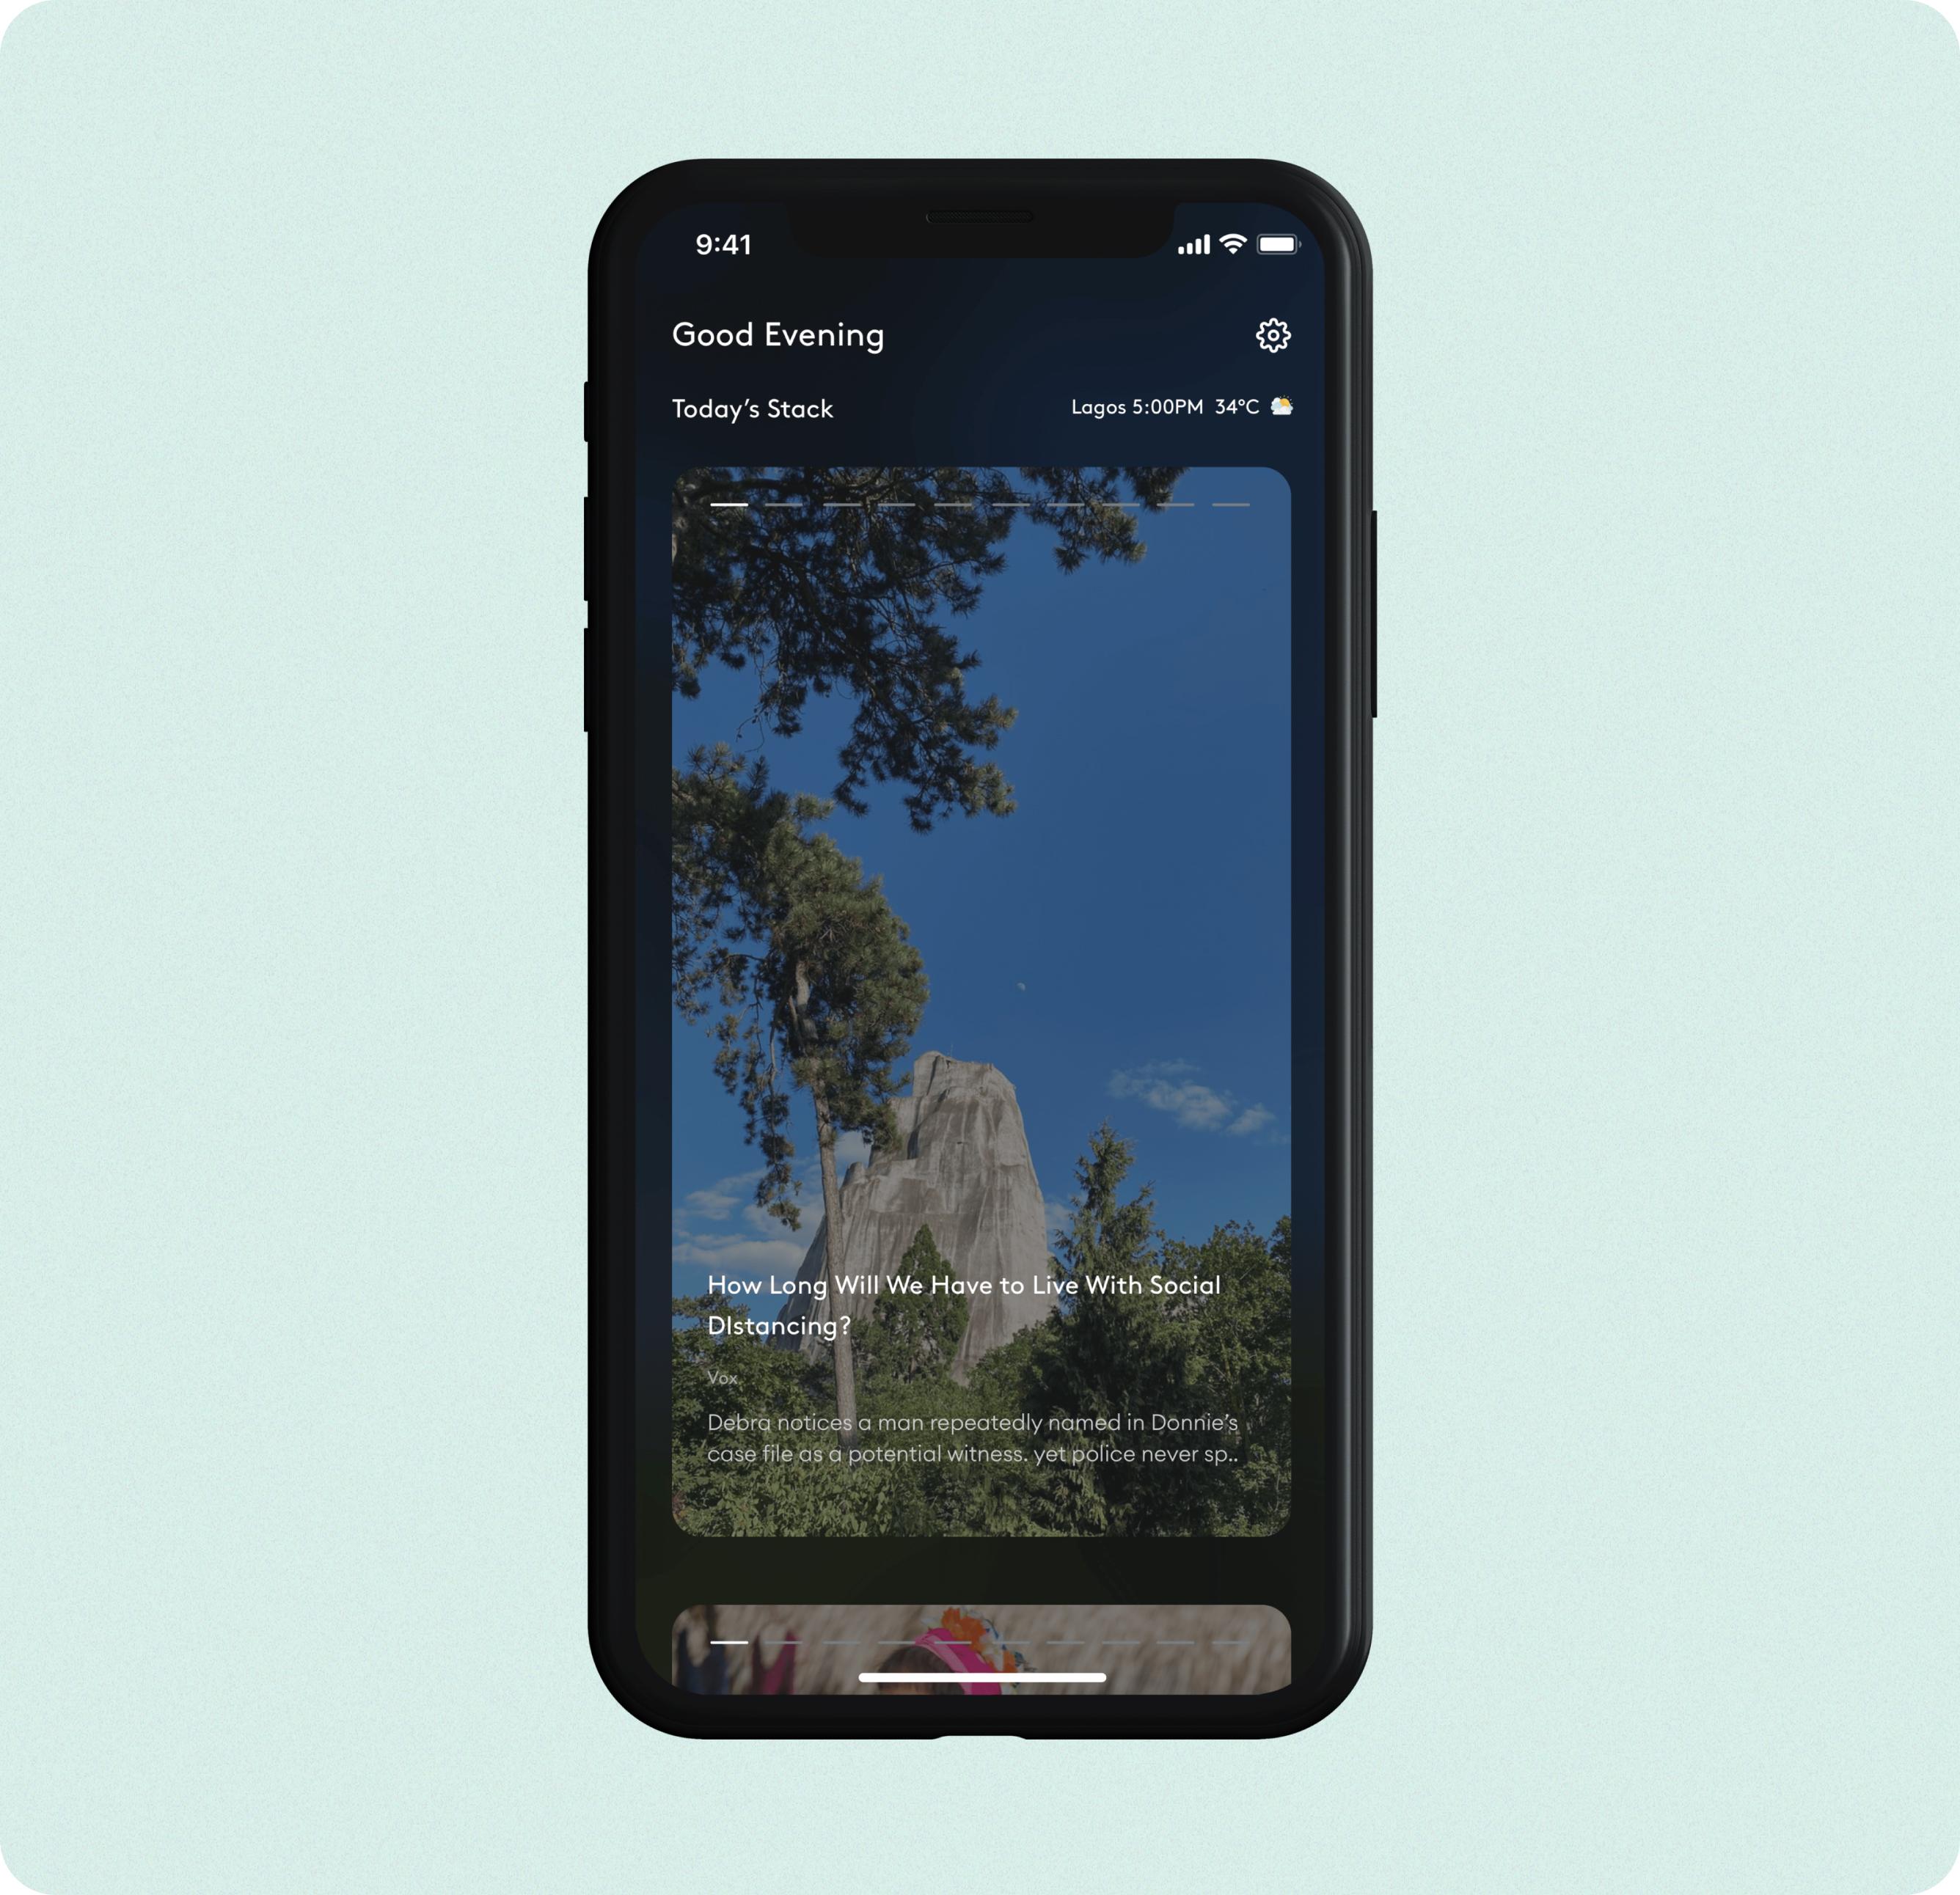 9:41
Good Evening
Today’s Stack
Lagos 5:00PM 34°C
How Long Will We Have to Live With Social
DIstancing?
Vox
Debra notices a man repeatedly named in Donnie’s
case file as a potential witness. yet police never sp..